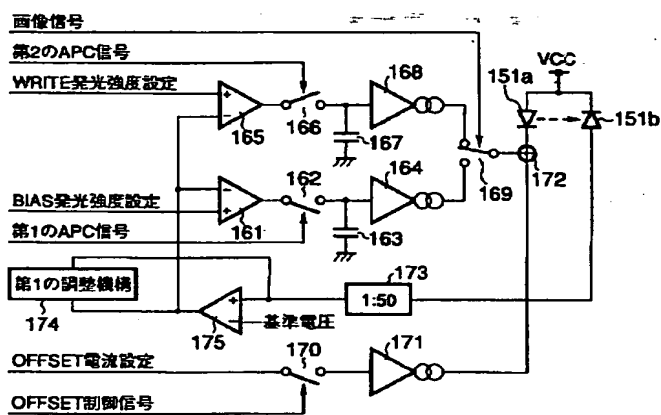 画像信号
第2のAPC信号
WRITE発光強度設定
165
166
167
168
VCC
151a
151b
172
169
162
164
BIAS発光強度設定
第1のAPC信号
161
163
第1の調整機構
174
175
基準電圧
1:50
173
170
171
OFFSET電流設定
OFFSET制御信号